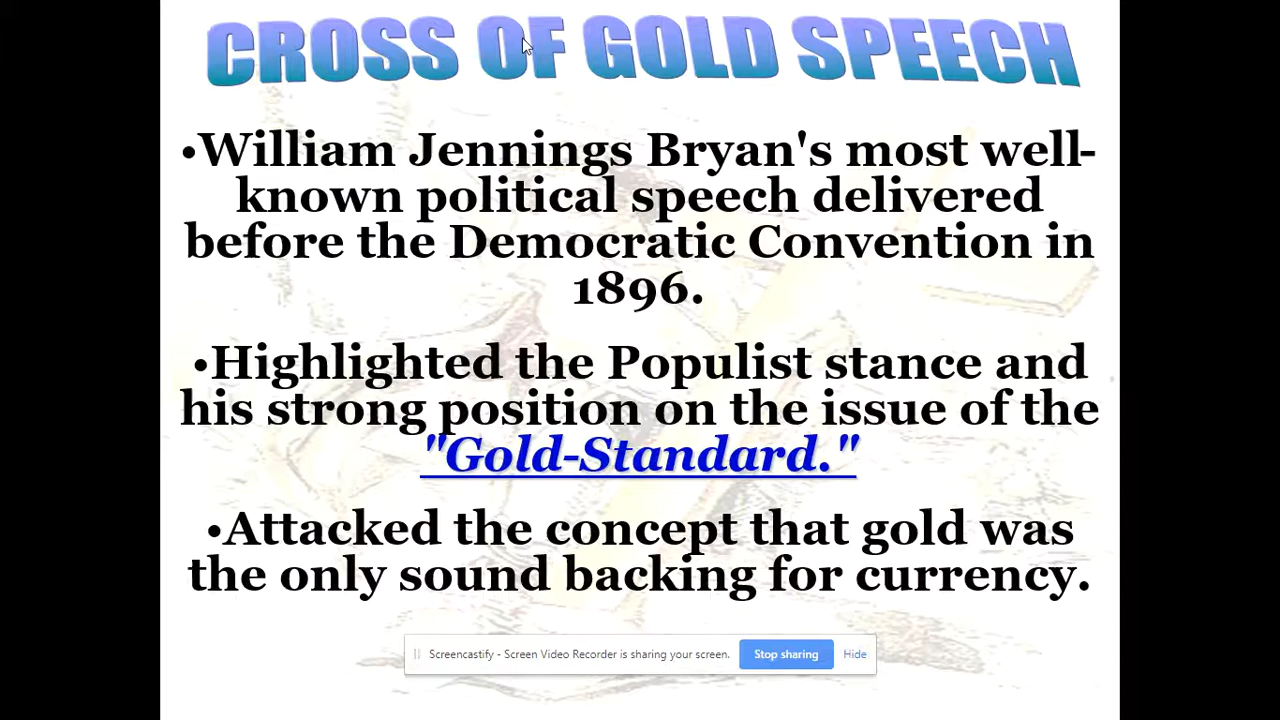 CROSS OF GOLD SPEECH
•William Jennings Bryan's most well-
known political speech delivered
before the Democratic Convention in
1896.
•Highlighted the Populist stance and
his strong position on the issue of the
"Gold-Standard."
•Attacked the concept that gold was
the only sound backing for currency.
Screencastify - Screen Video Recorder is sharing your screen. Stop sharing Hide